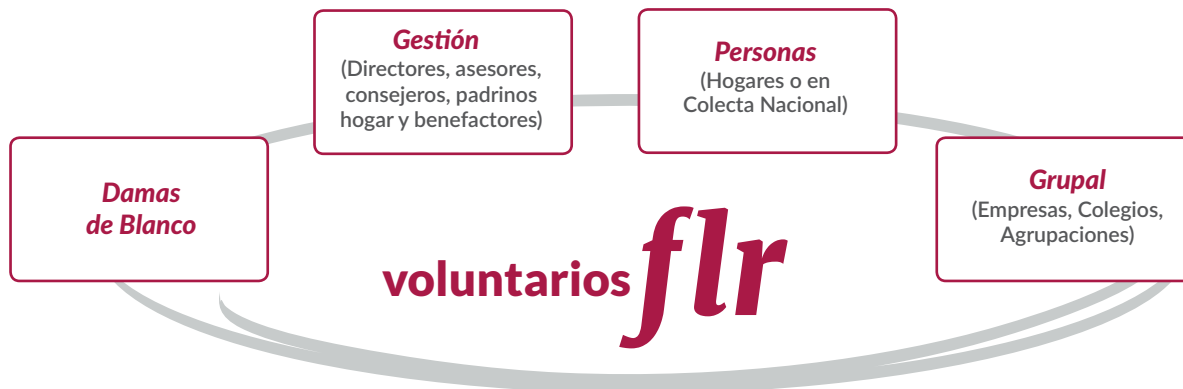 Gestión
(Directores, asesores,
consejeros, padrinos
hogar y benefactores)
Personas
(Hogares o en
Colecta Nacional)
Damas
de Blanco
Grupal
(Empresas, Colegios,
Agrupaciones)
voluntarios flr